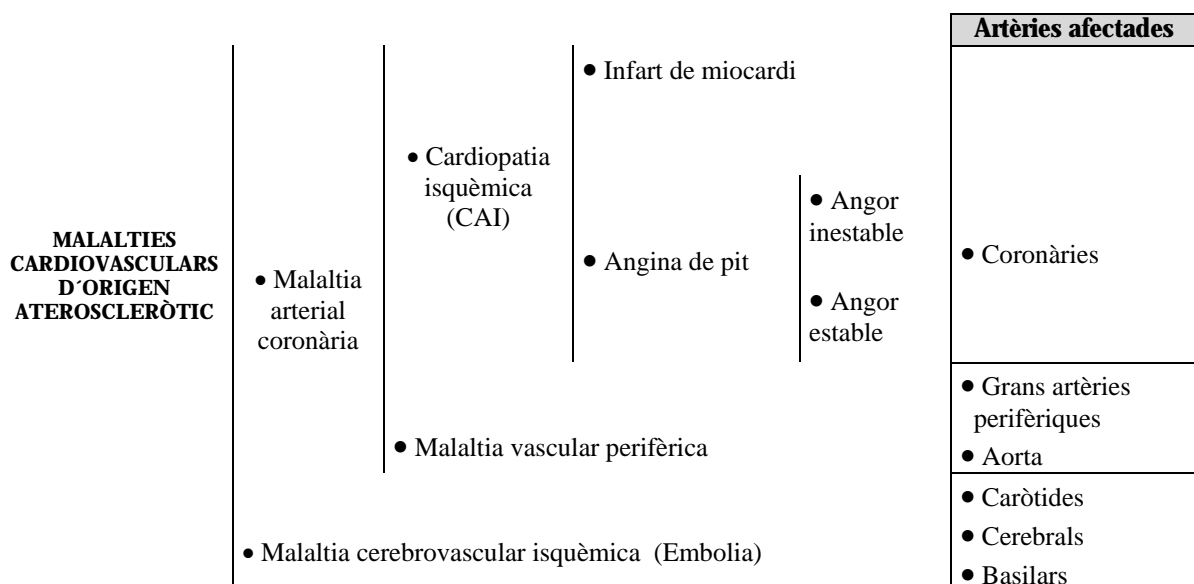 Artèries afectades
MALALTIES
CARDIOVASCULARS
D´ORIGEN
ATEROSCLERÒTIC
• Malaltia
arterial
coronària
• Cardiopatia
isquèmica
(CAI)
• Infart de miocardi
• Angina de pit
• Angor
inestable
• Angor
estable
• Coronàries
• Malaltia vascular perifèrica
• Grans artèries
perifèriques
• Aorta
• Malaltia cerebrovascular isquèmica (Embolia)
• Caròtides
• Cerebrals
• Basilars